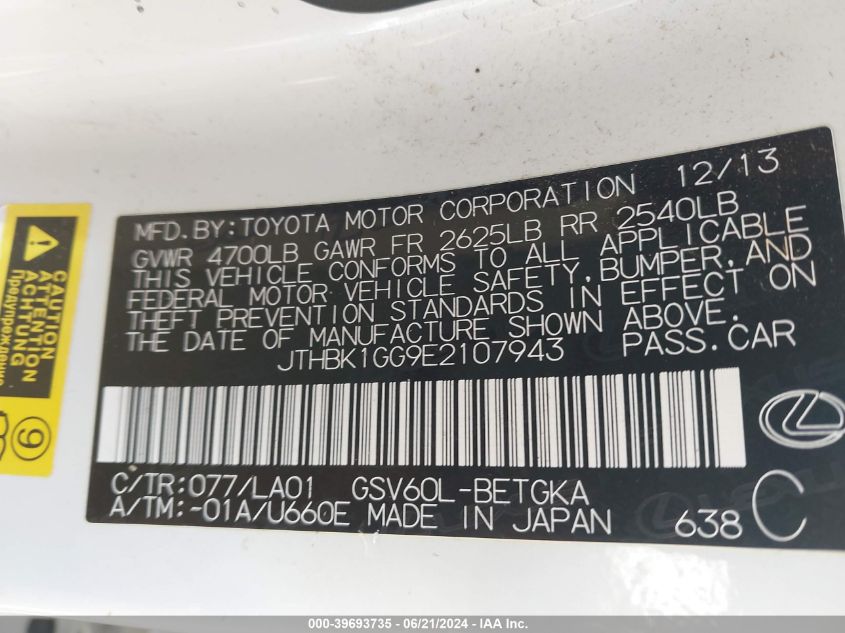 MFD. BY: TOYOTA MOTOR CORPORATION 12/13
GVWR 4700LB GAWR FR 2625LB RR 2540LB
THIS VEHICLE CONFORMS TO ALL APPLICABLE
FEDERAL MOTOR VEHICLE SAFETY, BUMPER, AND
THEFT PREVENTION STANDARDS IN EFFECT ON
THE DATE OF MANUFACTURE SHOWN ABOVE.
JTHBK1GG9E2107943 PASS. CAR
C/TR: 077/LA01 GSV60L-BETGKA
A/TM: -01A/U660E MADE IN JAPAN 638 C
CAUTION
ATTENTION
ACHTUNG
Предупреждение
9
000-39693735 - 06/21/2024 - IAA Inc.